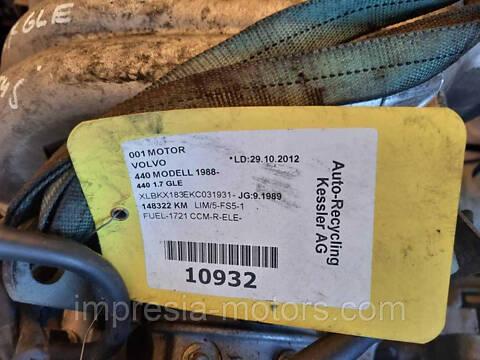 GLE
001 MOTOR
VOLVO *LD:29.10.2012
440 MODELL 1988-
440 1.7 GLE
XLBKX183EKC031931- JG:9.1989
148322 KM LIM/5-FS5-1
FUEL-1721 CCM-R-ELE-
10932
Auto-Recycling
Kessler AG
impresia-motors.com